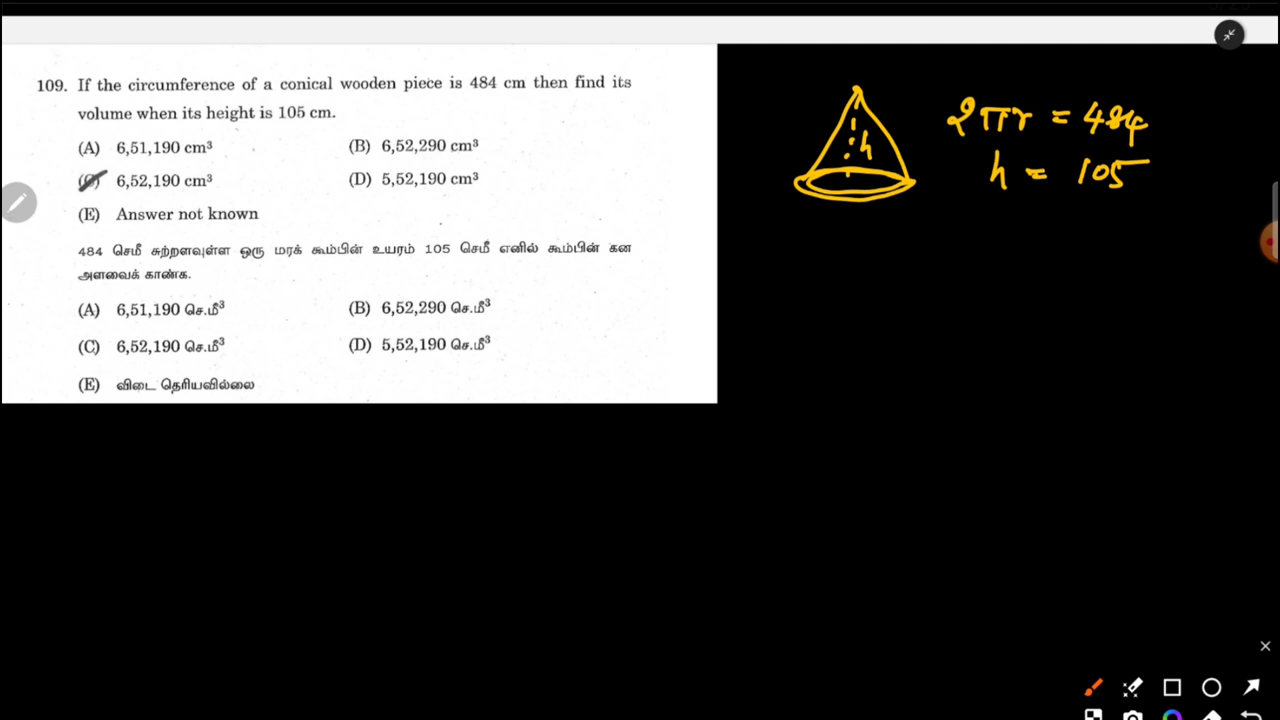 109. If the circumference of a conical wooden piece is 484 cm then find its
volume when its height is 105 cm.
(A) 6,51,190 cm³ (B) 6,52,290 cm³
(C) 6,52,190 cm³ (D) 5,52,190 cm³
(E) Answer not known
484 செமீ சுற்றளவுள்ள ஒரு மரக் கூம்பின் உயரம் 105 செமீ எனில் கூம்பின் கன
அளவைக் காண்க.
(A) 6,51,190 செ.மீ³ (B) 6,52,290 செ.மீ³
(C) 6,52,190 செ.மீ³ (D) 5,52,190 செ.மீ³
(E) விடை தெரியவில்லை
h
2πr = 484
h = 105